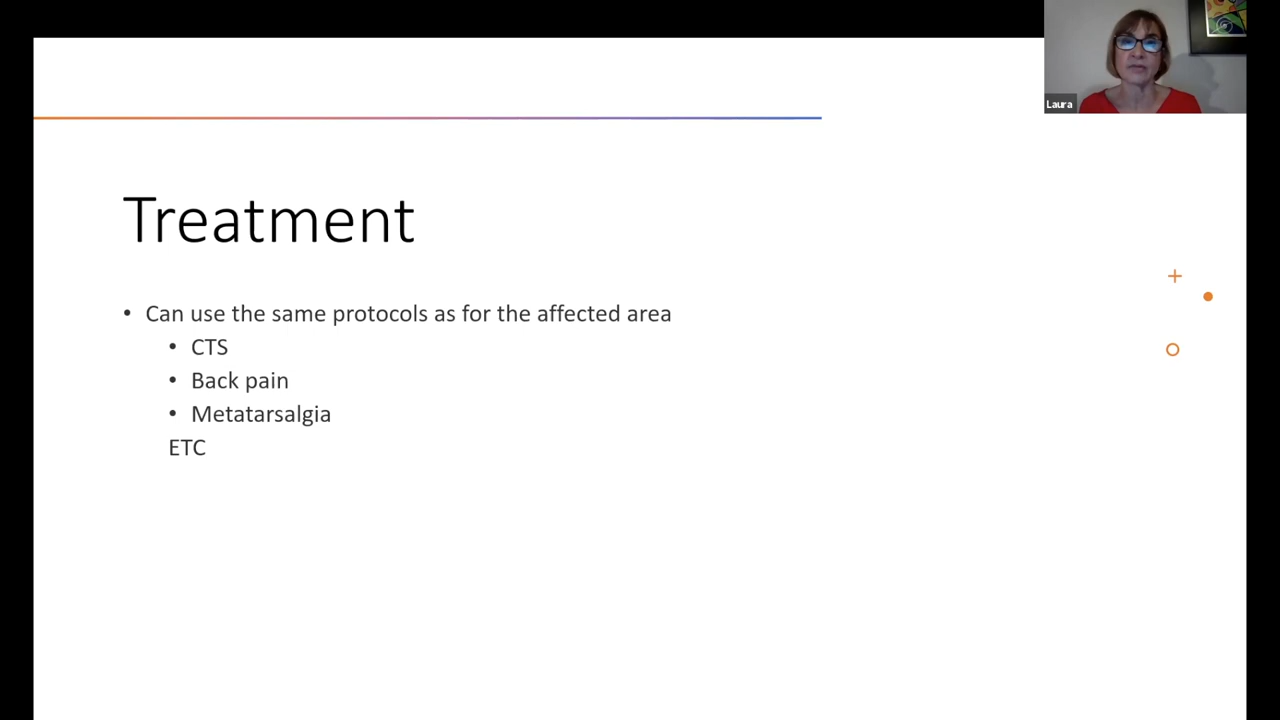 Laura
Treatment
• Can use the same protocols as for the affected area
• CTS
• Back pain
• Metatarsalgia
ETC